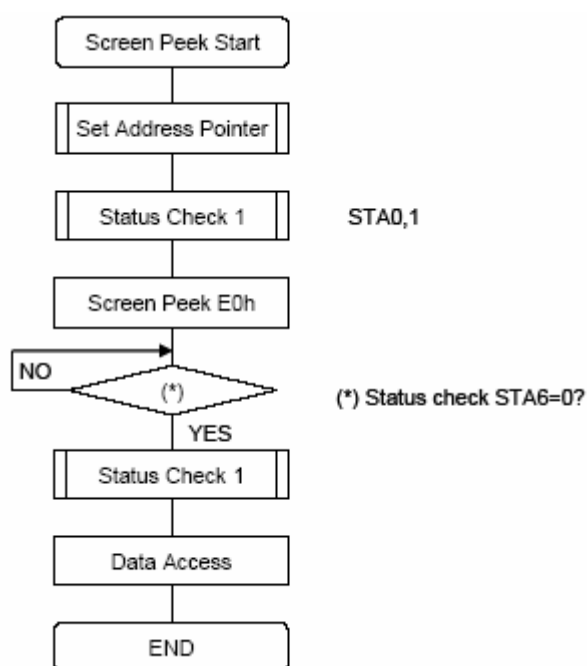 Screen Peek Start
Set Address Pointer
Status Check 1
STA0,1
Screen Peek E0h
NO
(*)
(*) Status check STA6=0?
YES
Status Check 1
Data Access
END